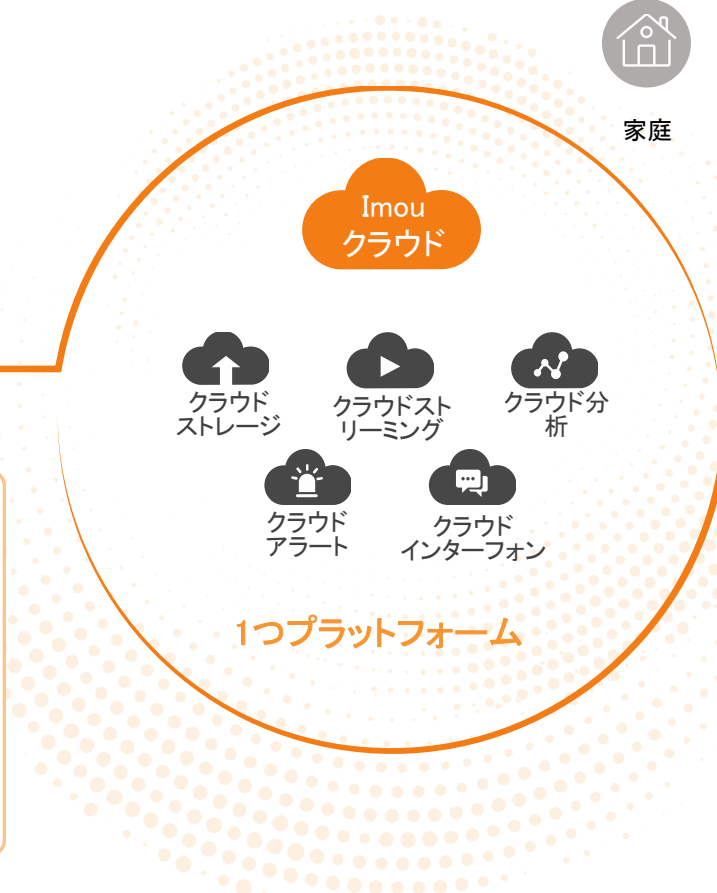 家庭
Imou
クラウド
クラウド
ストレージ
クラウドスト
リーミング
クラウド分
析
クラウド
アラート
クラウド
インターフォン
1つプラットフォーム